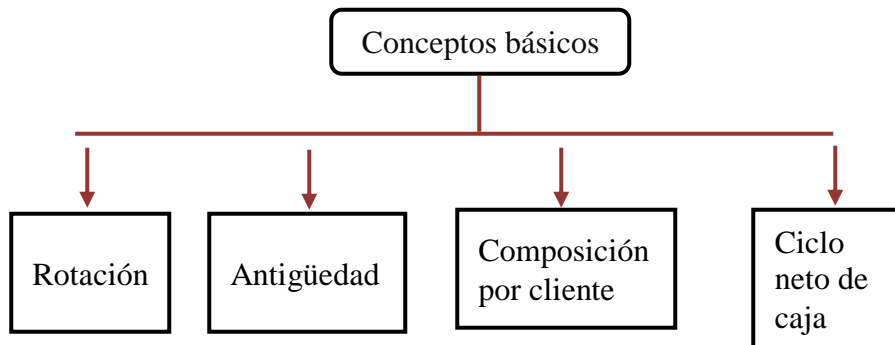 Conceptos básicos
Rotación
Antigüedad
Composición
por cliente
Ciclo
neto de
caja